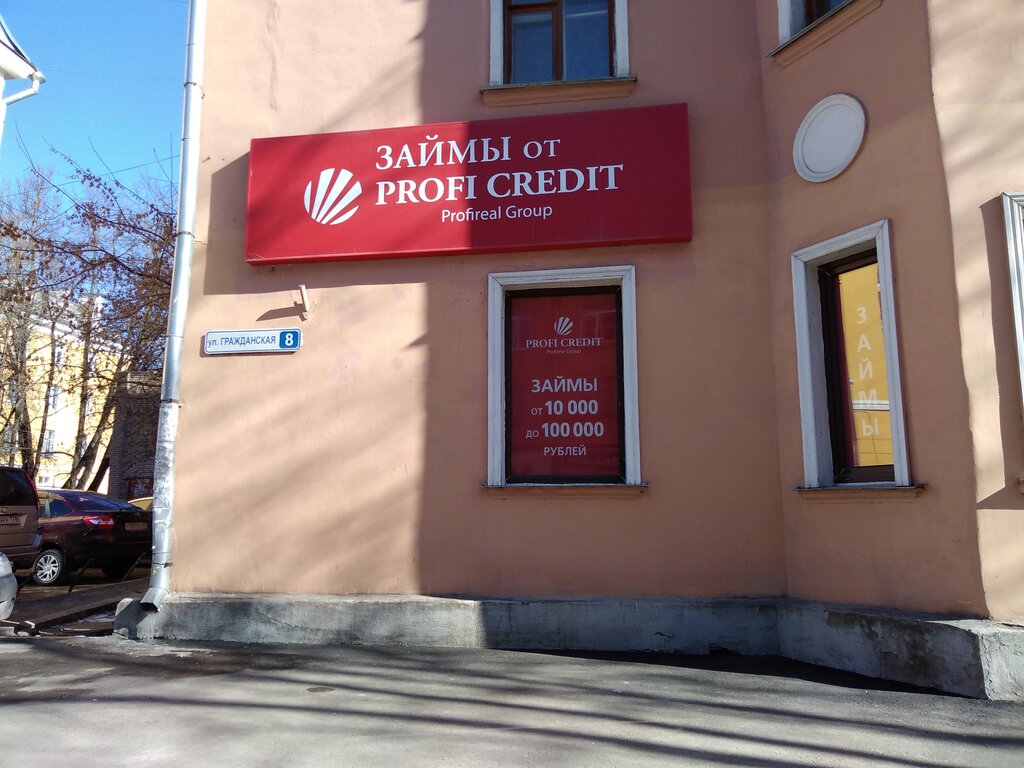 ЗАЙМЫ ОТ
PROFI CREDIT
Profireal Group
ул. ГРАЖДАНСКАЯ 8
PROFI CREDIT
Profireal Group
ЗАЙМЫ
от 10 000
до 100 000
РУБЛЕЙ
ЗАЙМЫ